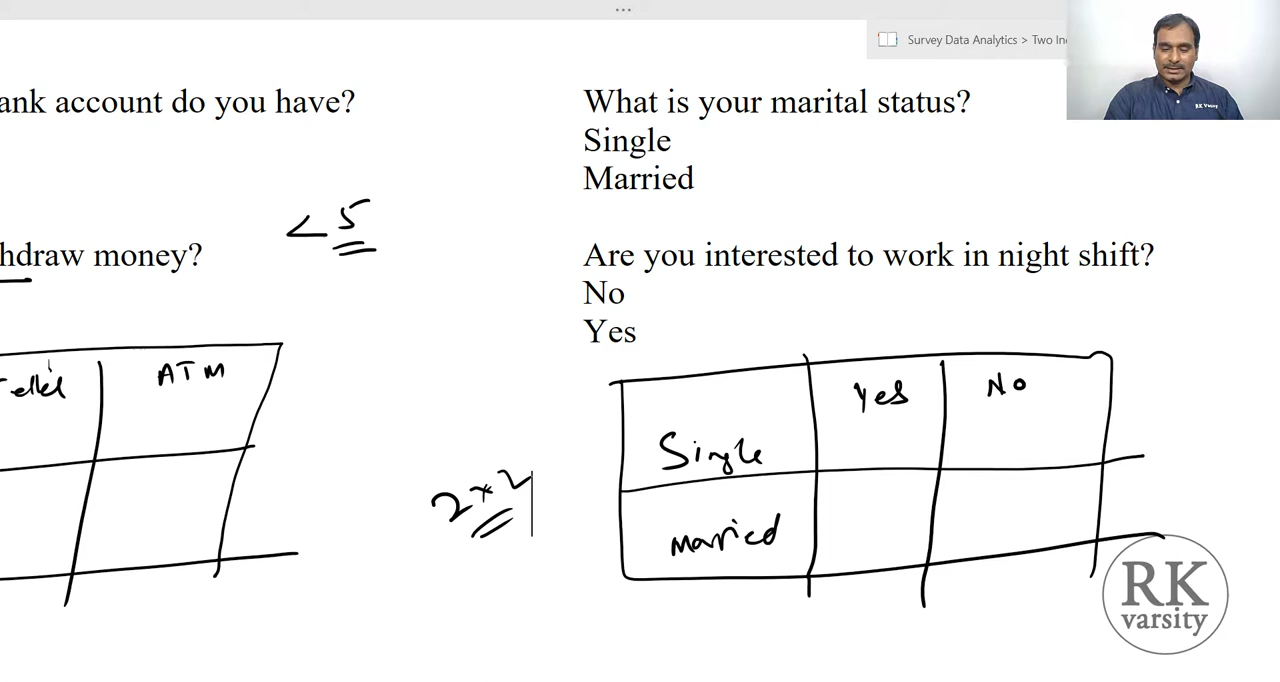 Survey Data Analytics > Two
RK Varsity
ank account do you have?
< 5
hdraw money?
ATM
What is your marital status?
Single
Married
Are you interested to work in night shift?
No
Yes
Yes No
Single
Married
2*2
RK
varsity